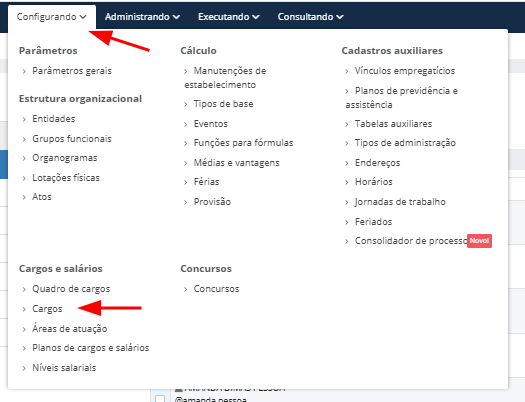 Configurando
Administrando
Executando
Consultando
Parâmetros
Parâmetros gerais
Estrutura organizacional
Entidades
Grupos funcionais
Organogramas
Lotações físicas
Atos
Cálculo
Manutenções de
estabelecimento
Tipos de base
Eventos
Funções para fórmulas
Médias e vantagens
Férias
Provisão
Cadastros auxiliares
Vínculos empregatícios
Planos de previdência e
assistência
Tabelas auxiliares
Tipos de administração
Endereços
Horários
Jornadas de trabalho
Feriados
Consolidador de processo Novo!
Cargos e salários
Quadro de cargos
Cargos
Áreas de atuação
Planos de cargos e salários
Níveis salariais
Concursos
Concursos
AMANDA DIMAS PESSOA
@amanda.pessoa